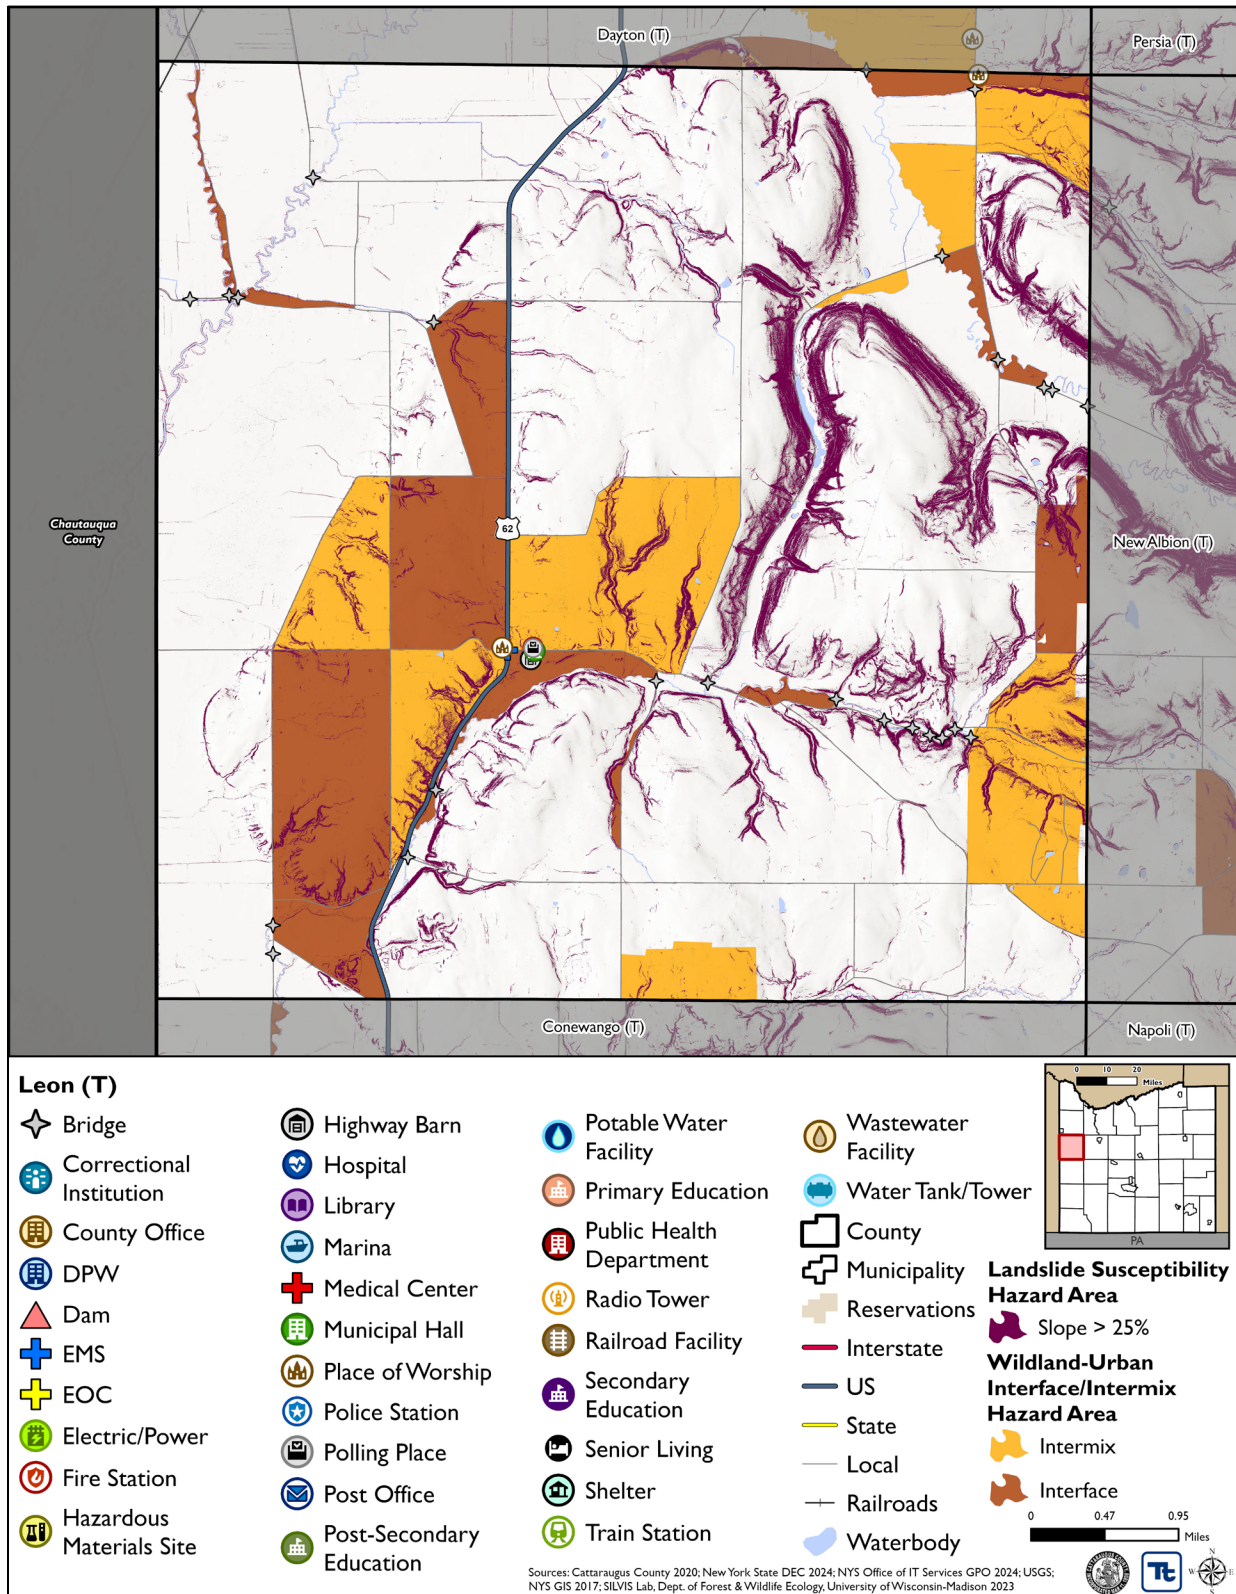 Dayton (T)
Persia (T)
Chautauqua
County
62
New Albion (T)
Conewango (T)
Napoli (T)
Leon (T)
Bridge
Correctional
Institution
County Office
DPW
Dam
EMS
EOC
Electric/Power
Fire Station
Hazardous
Materials Site
Highway Barn
Hospital
Library
Marina
Medical Center
Municipal Hall
Place of Worship
Police Station
Polling Place
Post Office
Post-Secondary
Education
Potable Water
Facility
Primary Education
Public Health
Department
Radio Tower
Railroad Facility
Secondary
Education
Senior Living
Shelter
Train Station
Wastewater
Facility
Water Tank/Tower
County
Municipality
Reservations
Interstate
US
State
Local
Railroads
Waterbody
0 10 20
Miles
PA
Landslide Susceptibility
Hazard Area
Slope > 25%
Wildland-Urban
Interface/Intermix
Hazard Area
Intermix
Interface
0 0.47 0.95
Miles
Sources: Cattaraugus County 2020; New York State DEC 2024; NYS Office of IT Services GPO 2024; USGS;
NYS GIS 2017; SILVIS Lab, Dept. of Forest & Wildlife Ecology, University of Wisconsin-Madison 2023
Tt
N
W E
S